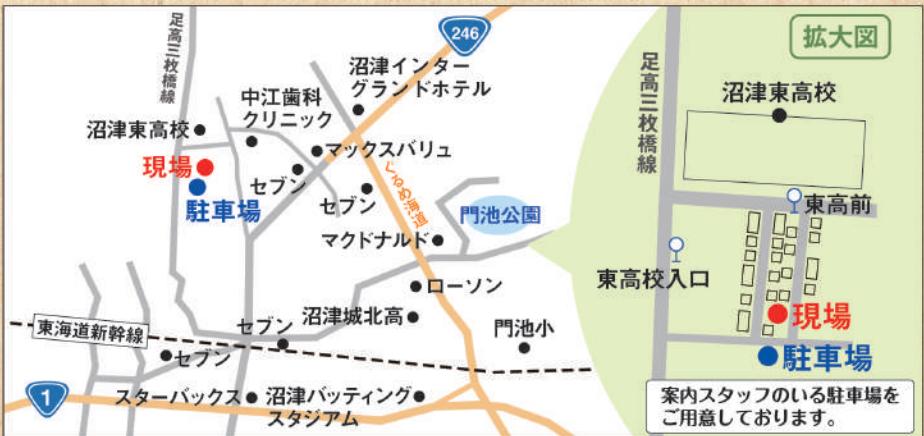 足高三枚橋線
246
沼津インター
グランドホテル
中江歯科
クリニック
沼津東高校
マックスバリュ
現場
セブン
セブン
駐車場
ぐるめ海道
門池公園
マクドナルド
ローソン
東海道新幹線
セブン
沼津城北高
門池小
セブン
1
スターバックス
沼津バッティング
スタジアム
拡大図
足高三枚橋線
沼津東高校
東高前
東高校入口
現場
駐車場
案内スタッフのいる駐車場を
ご用意しております。